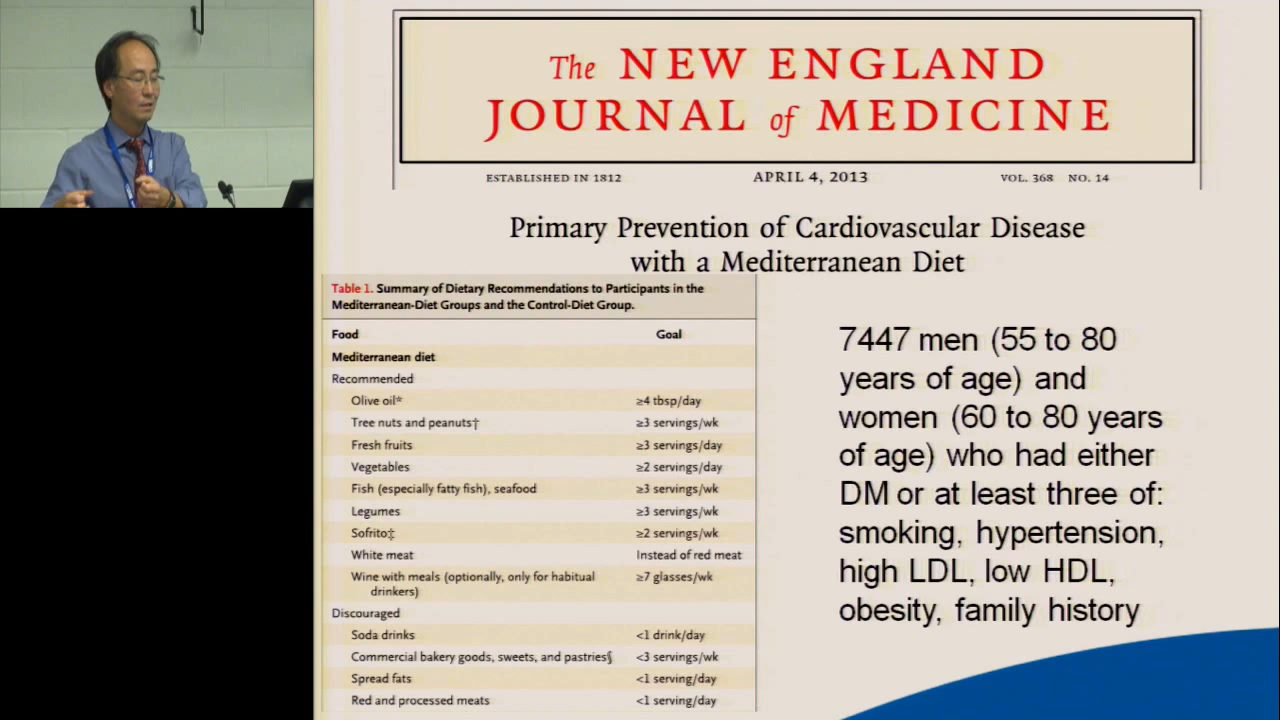 The NEW ENGLAND
JOURNAL of MEDICINE
ESTABLISHED IN 1812 APRIL 4, 2013 VOL. 368 NO. 14
Primary Prevention of Cardiovascular Disease
with a Mediterranean Diet
Table 1. Summary of Dietary Recommendations to Participants in the
Mediterranean-Diet Groups and the Control-Diet Group.
Food Goal
Mediterranean diet
Recommended
Olive oil* ≥4 tbsp/day
Tree nuts and peanuts† ≥3 servings/wk
Fresh fruits ≥3 servings/day
Vegetables ≥2 servings/day
Fish (especially fatty fish), seafood ≥3 servings/wk
Legumes ≥3 servings/wk
Sofrito‡ ≥2 servings/wk
White meat Instead of red meat
Wine with meals (optionally, only for habitual ≥7 glasses/wk
drinkers)
Discouraged
Soda drinks <1 drink/day
Commercial bakery goods, sweets, and pastries§ <3 servings/wk
Spread fats <1 serving/day
Red and processed meats <1 serving/day
7447 men (55 to 80
years of age) and
women (60 to 80 years
of age) who had either
DM or at least three of:
smoking, hypertension,
high LDL, low HDL,
obesity, family history